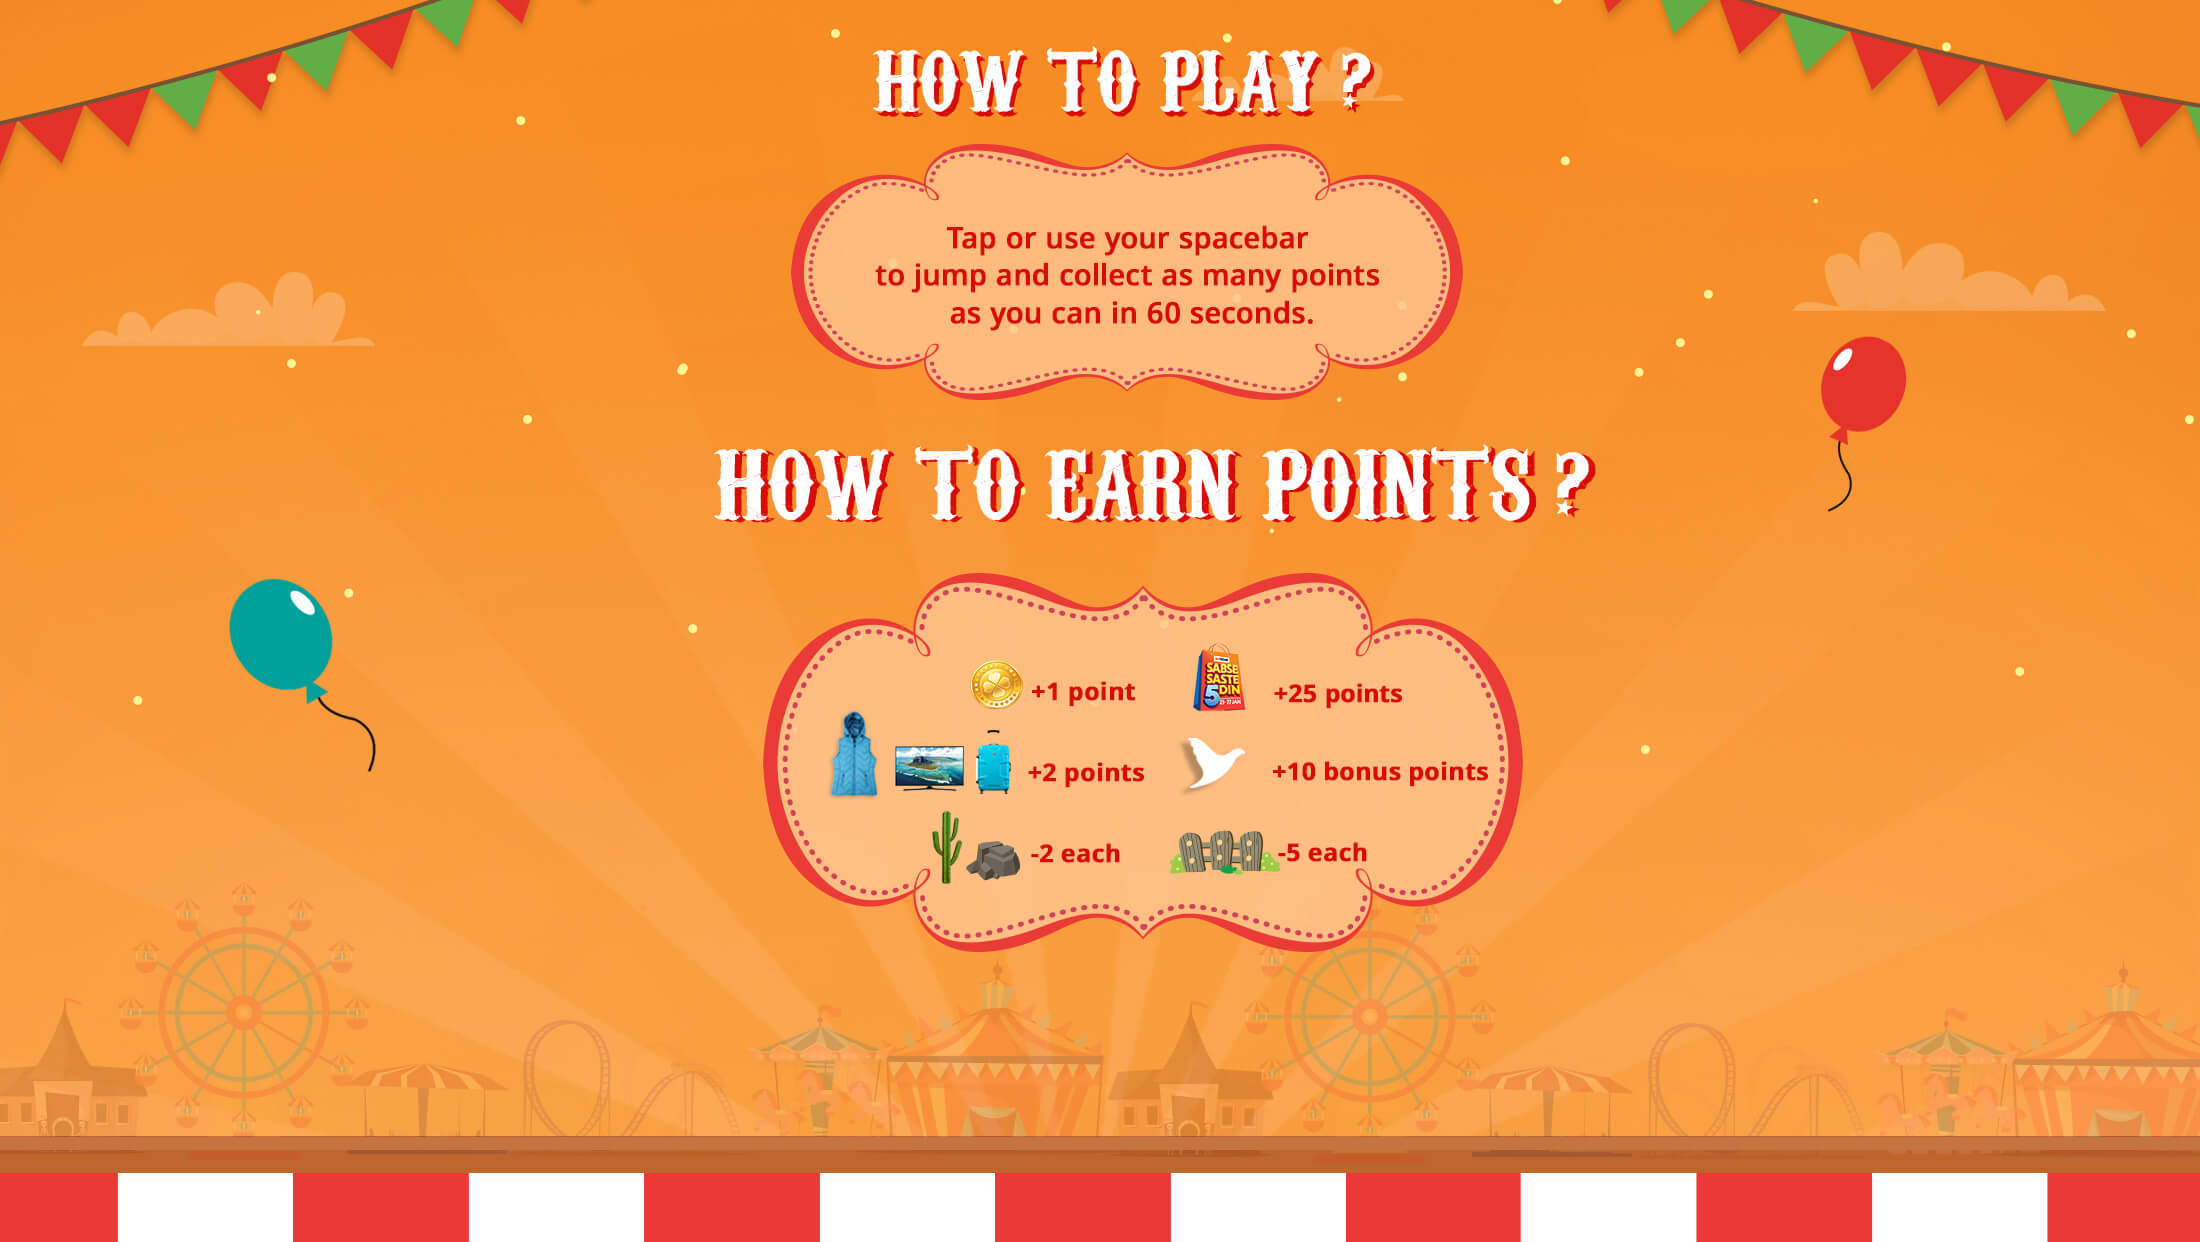 HOW TO PLAY ?
Tap or use your spacebar
to jump and collect as many points
as you can in 60 seconds.
HOW TO EARN POINTS ?
+1 point
SABSE
SASTE
5 DIN
+25 points
+2 points
+10 bonus points
-2 each
-5 each